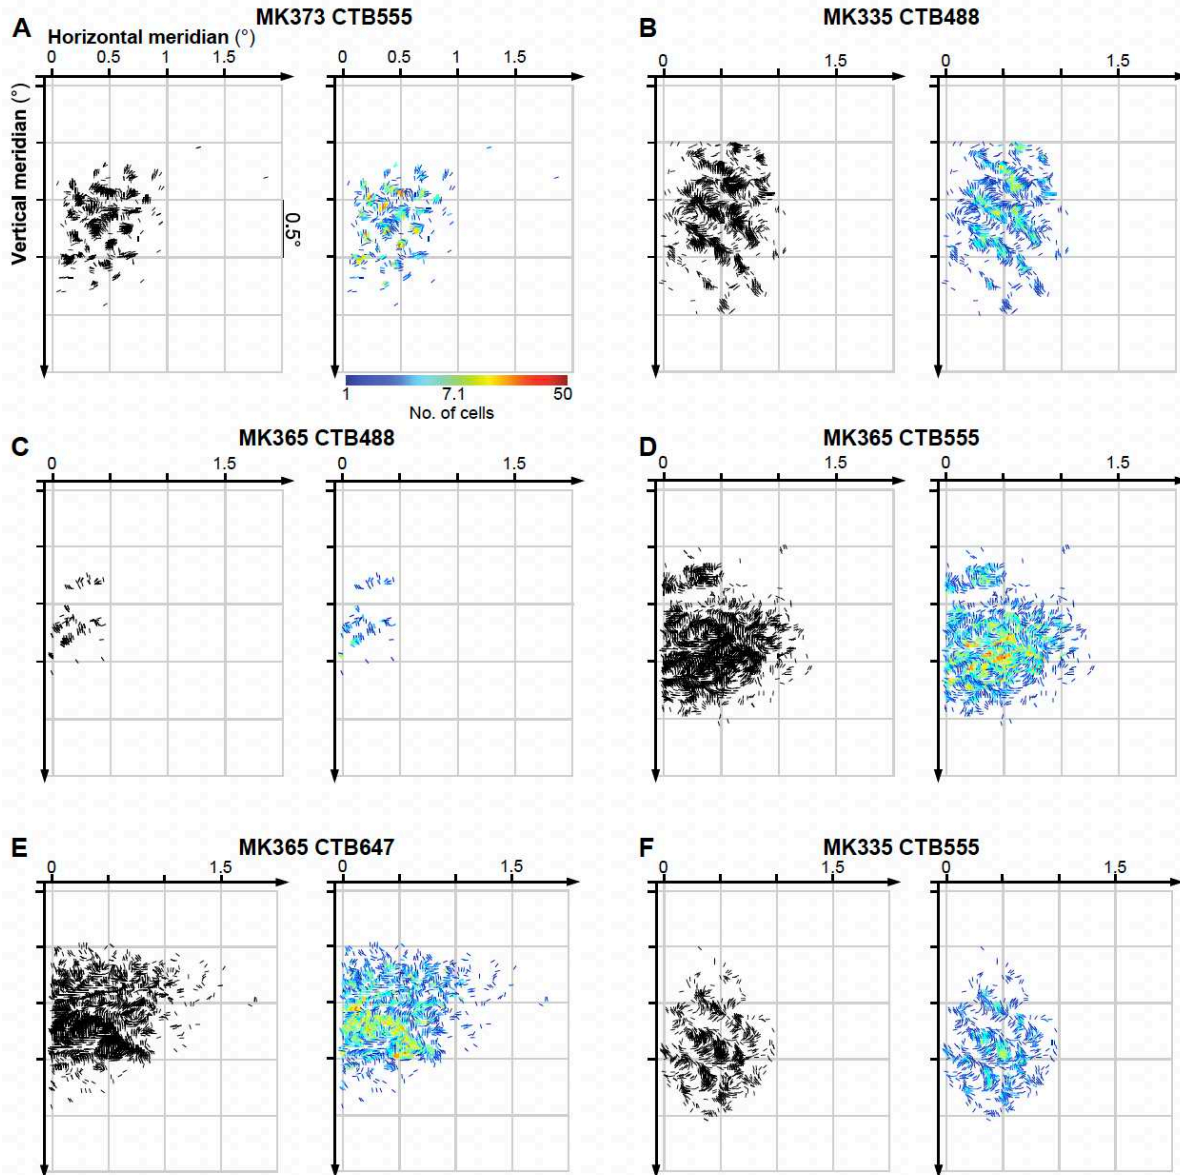 A MK373 CTB555
Horizontal meridian (°)
0 0.5 1 1.5 0 0.5 1 1.5
Vertical meridian (°)
0.5°
1 7.1 50
No. of cells
B MK335 CTB488
0 1.5 0 1.5
C MK365 CTB488
0 1.5 0 1.5
D MK365 CTB555
0 1.5 0 1.5
E MK365 CTB647
0 1.5 0 1.5
F MK335 CTB555
0 1.5 0 1.5